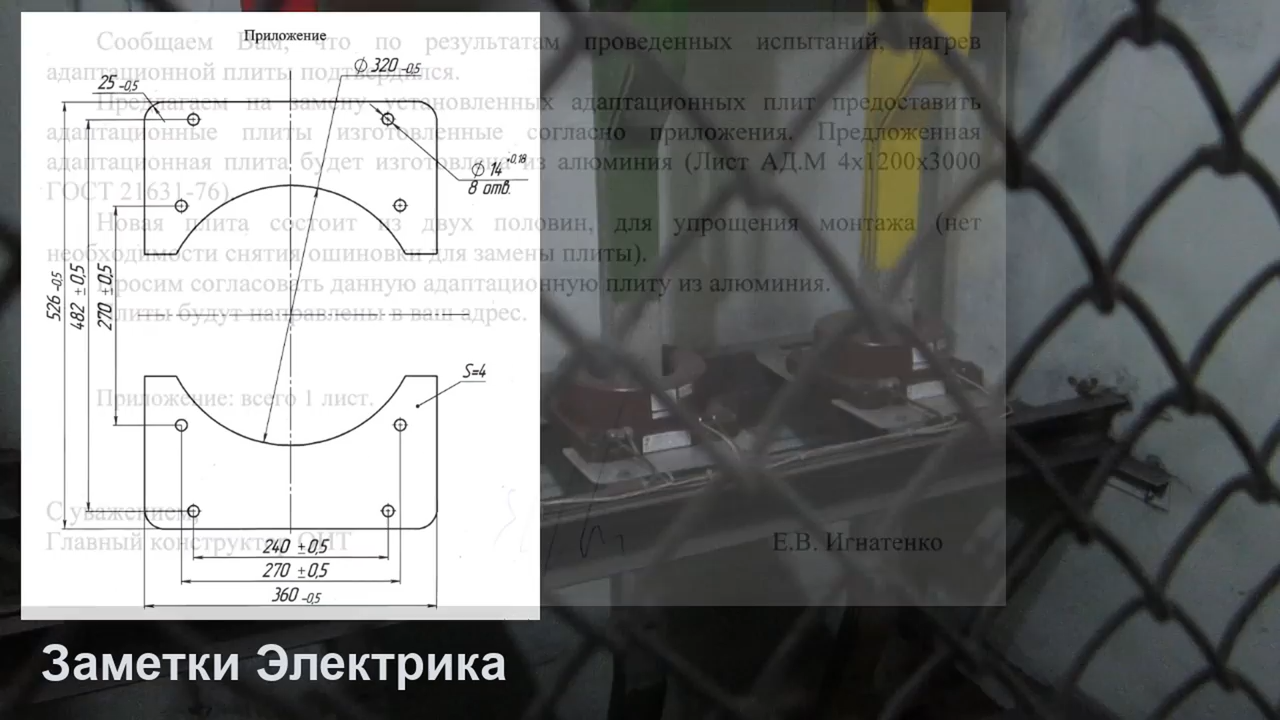 Приложение
Сообщаем Вам, что по результатам проведенных испытаний, нагрев
адаптационной плиты подтвердился.
Предлагаем на замену установленных адаптационных плит предоставить
адаптационные плиты изготовленные согласно приложения. Предложенная
адаптационная плита будет изготовлена из алюминия (Лист АД.М 4х1200х3000
ГОСТ 21631-76)
Новая плита состоит из двух половин, для упрощения монтажа (нет
необходимости снятия ошиновки для замены плиты).
Просим согласовать данную адаптационную плиту из алюминия.
Плиты будут направлены в ваш адрес.
Приложение: всего 1 лист.
С уважением,
Главный конструктор
Е.В. Игнатенко
∅ 320 -0,5
25 -0,5
∅ 14 +0,18
8 отв.
526 -0,5
482 ±0,5
270 ±0,5
S=4
240 ±0,5
270 ±0,5
360 -0,5
Заметки Электрика